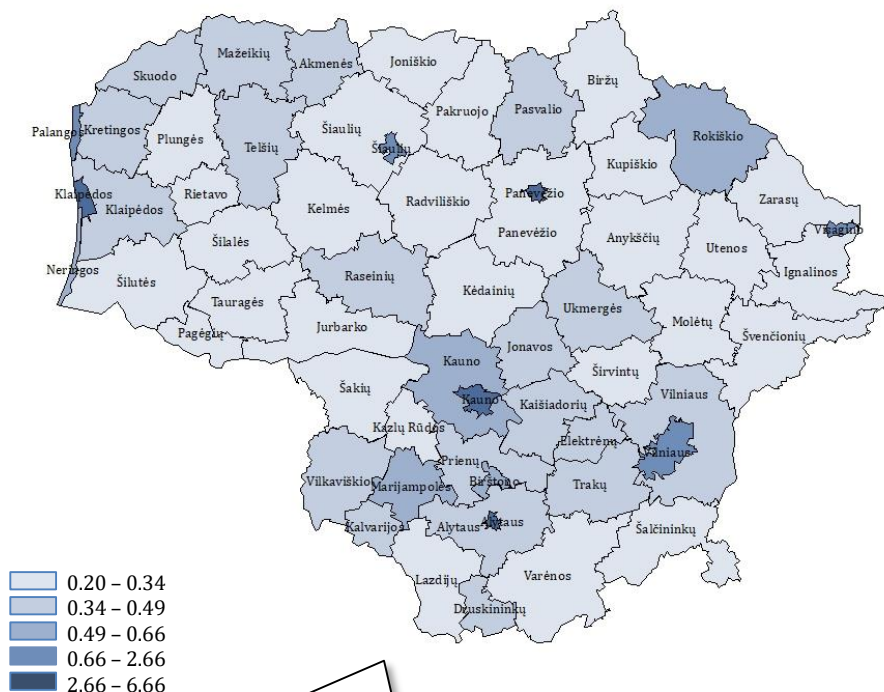 Mažeikių
Akmenės
Joniškio
Skuodo
Biržų
Pakruojo
Pasvalio
Palangos
Kretingos
Plungės
Telšių
Šiaulių
Šiaulių
Rokiškio
Kupiškio
Klaipėdos
Klaipėdos
Rietavo
Kelmės
Radviliškio
Panevėžio
Panevėžio
Zarasų
Visagino
Anykščių
Utenos
Ignalinos
Šilalės
Neringos
Šilutės
Raseinių
Kėdainių
Ukmergės
Tauragės
Pagėgių
Jurbarko
Molėtų
Švenčionių
Kauno
Jonavos
Širvintų
Šakių
Kauno
Kaišiadorių
Vilniaus
Kazlų Rūdos
Elektrėnų
Vilniaus
Prienų
Vilkaviškio
Marijampolės
Birštono
Trakų
Kalvarijos
Alytaus
Alytaus
Šalčininkų
Lazdijų
Varėnos
Druskininkų
0.20 – 0.34
0.34 – 0.49
0.49 – 0.66
0.66 – 2.66
2.66 – 6.66